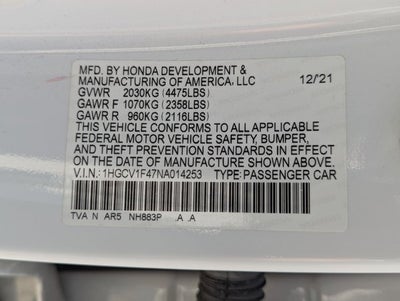 MFD. BY HONDA DEVELOPMENT &
MANUFACTURING OF AMERICA, LLC 12/21
GVWR 2030KG (4475LBS)
GAWR F 1070KG (2358LBS)
GAWR R 960KG (2116LBS)
THIS VEHICLE CONFORMS TO ALL APPLICABLE
FEDERAL MOTOR VEHICLE SAFETY, BUMPER,
AND THEFT PREVENTION STANDARDS IN EFFECT
ON THE DATE OF MANUFACTURE SHOWN ABOVE.
V.I.N.: 1HGCV1F47NA014253 TYPE: PASSENGER CAR
TVA N AR5 NH883P .A .A